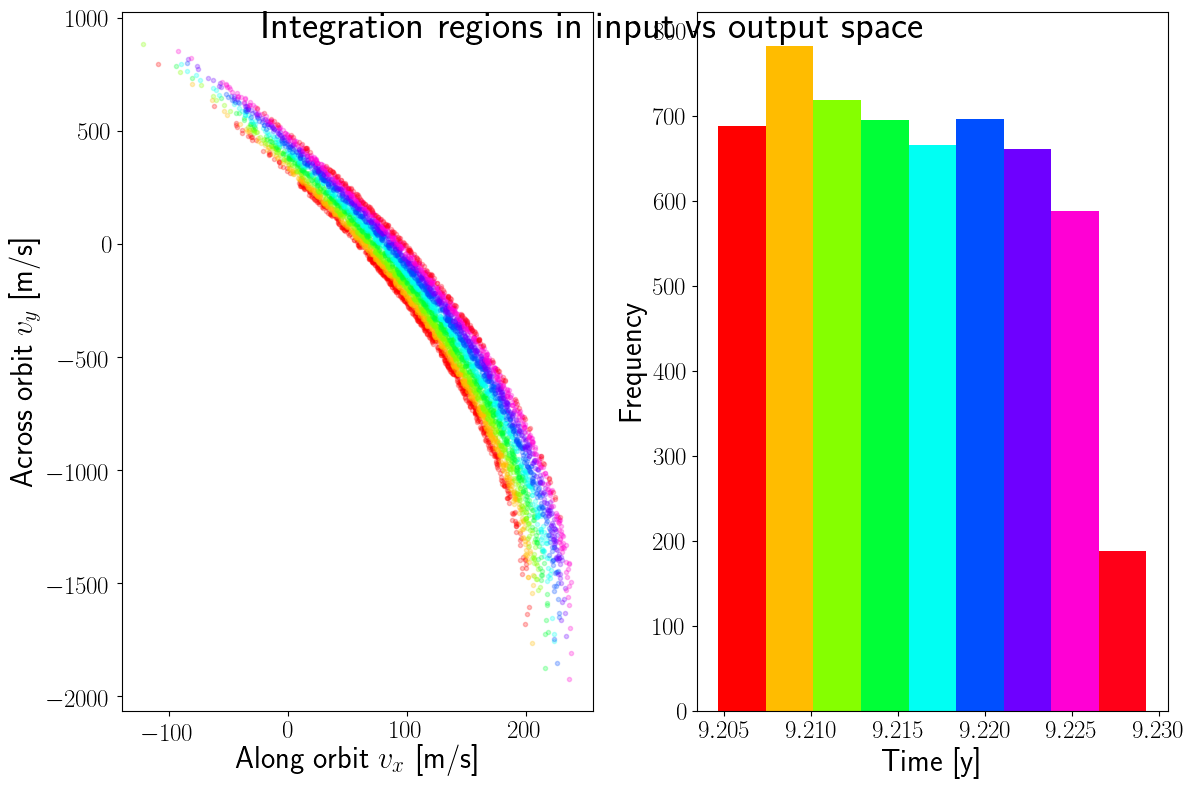 Integration regions in input vs output space
1000
500
0
−500
−1000
−1500
−2000
Across orbit v_y [m/s]
−100 0 100 200
Along orbit v_x [m/s]
800
700
600
500
400
300
200
100
0
Frequency
9.205 9.210 9.215 9.220 9.225 9.230
Time [y]